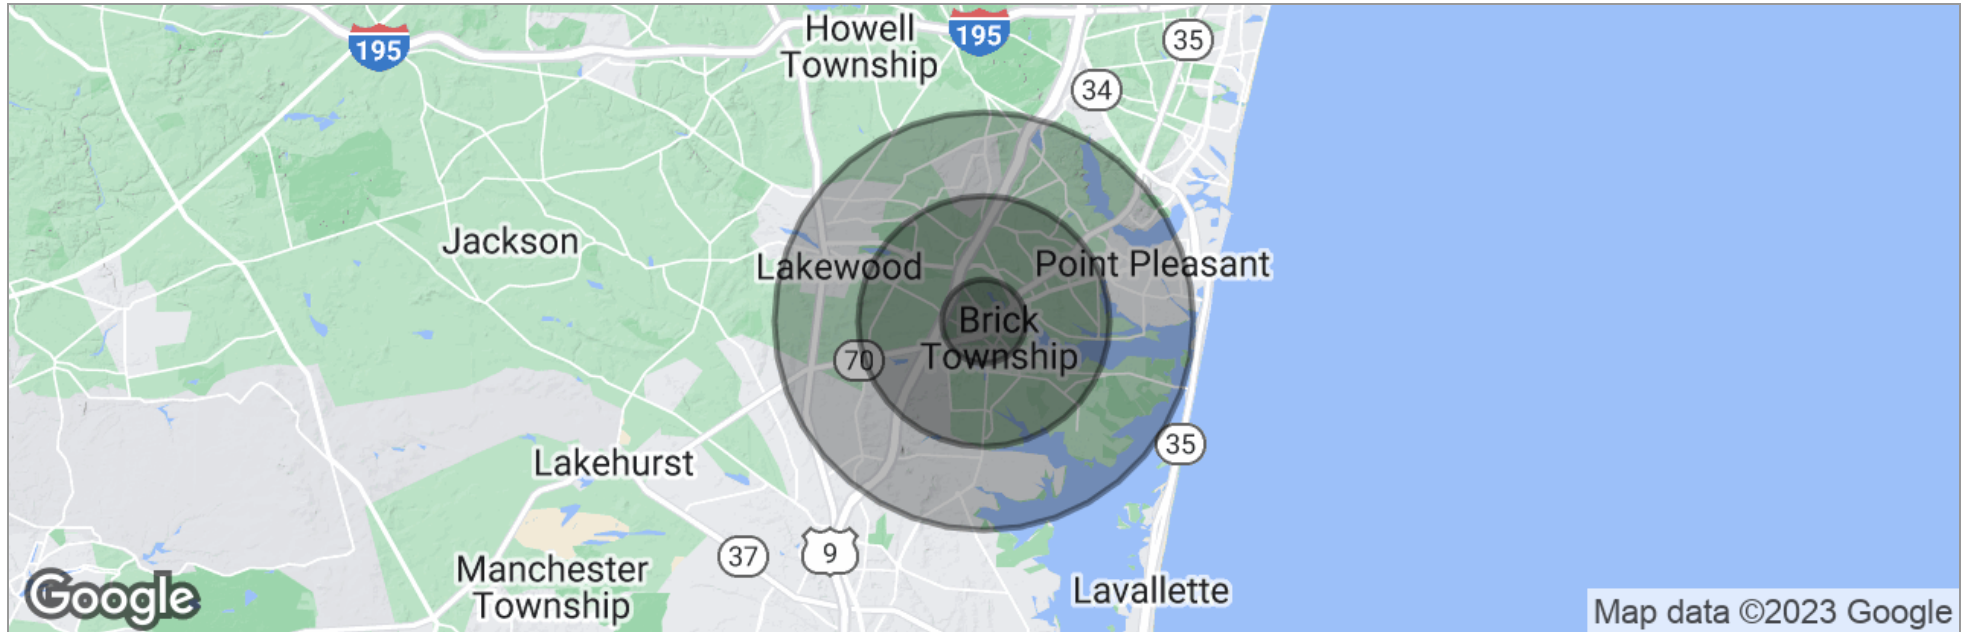 195
Howell
Township
195
35
34
Jackson
Lakewood
Point Pleasant
Brick
Township
70
Lakehurst
35
37
9
Manchester
Township
Lavallette
Google
Map data ©2023 Google